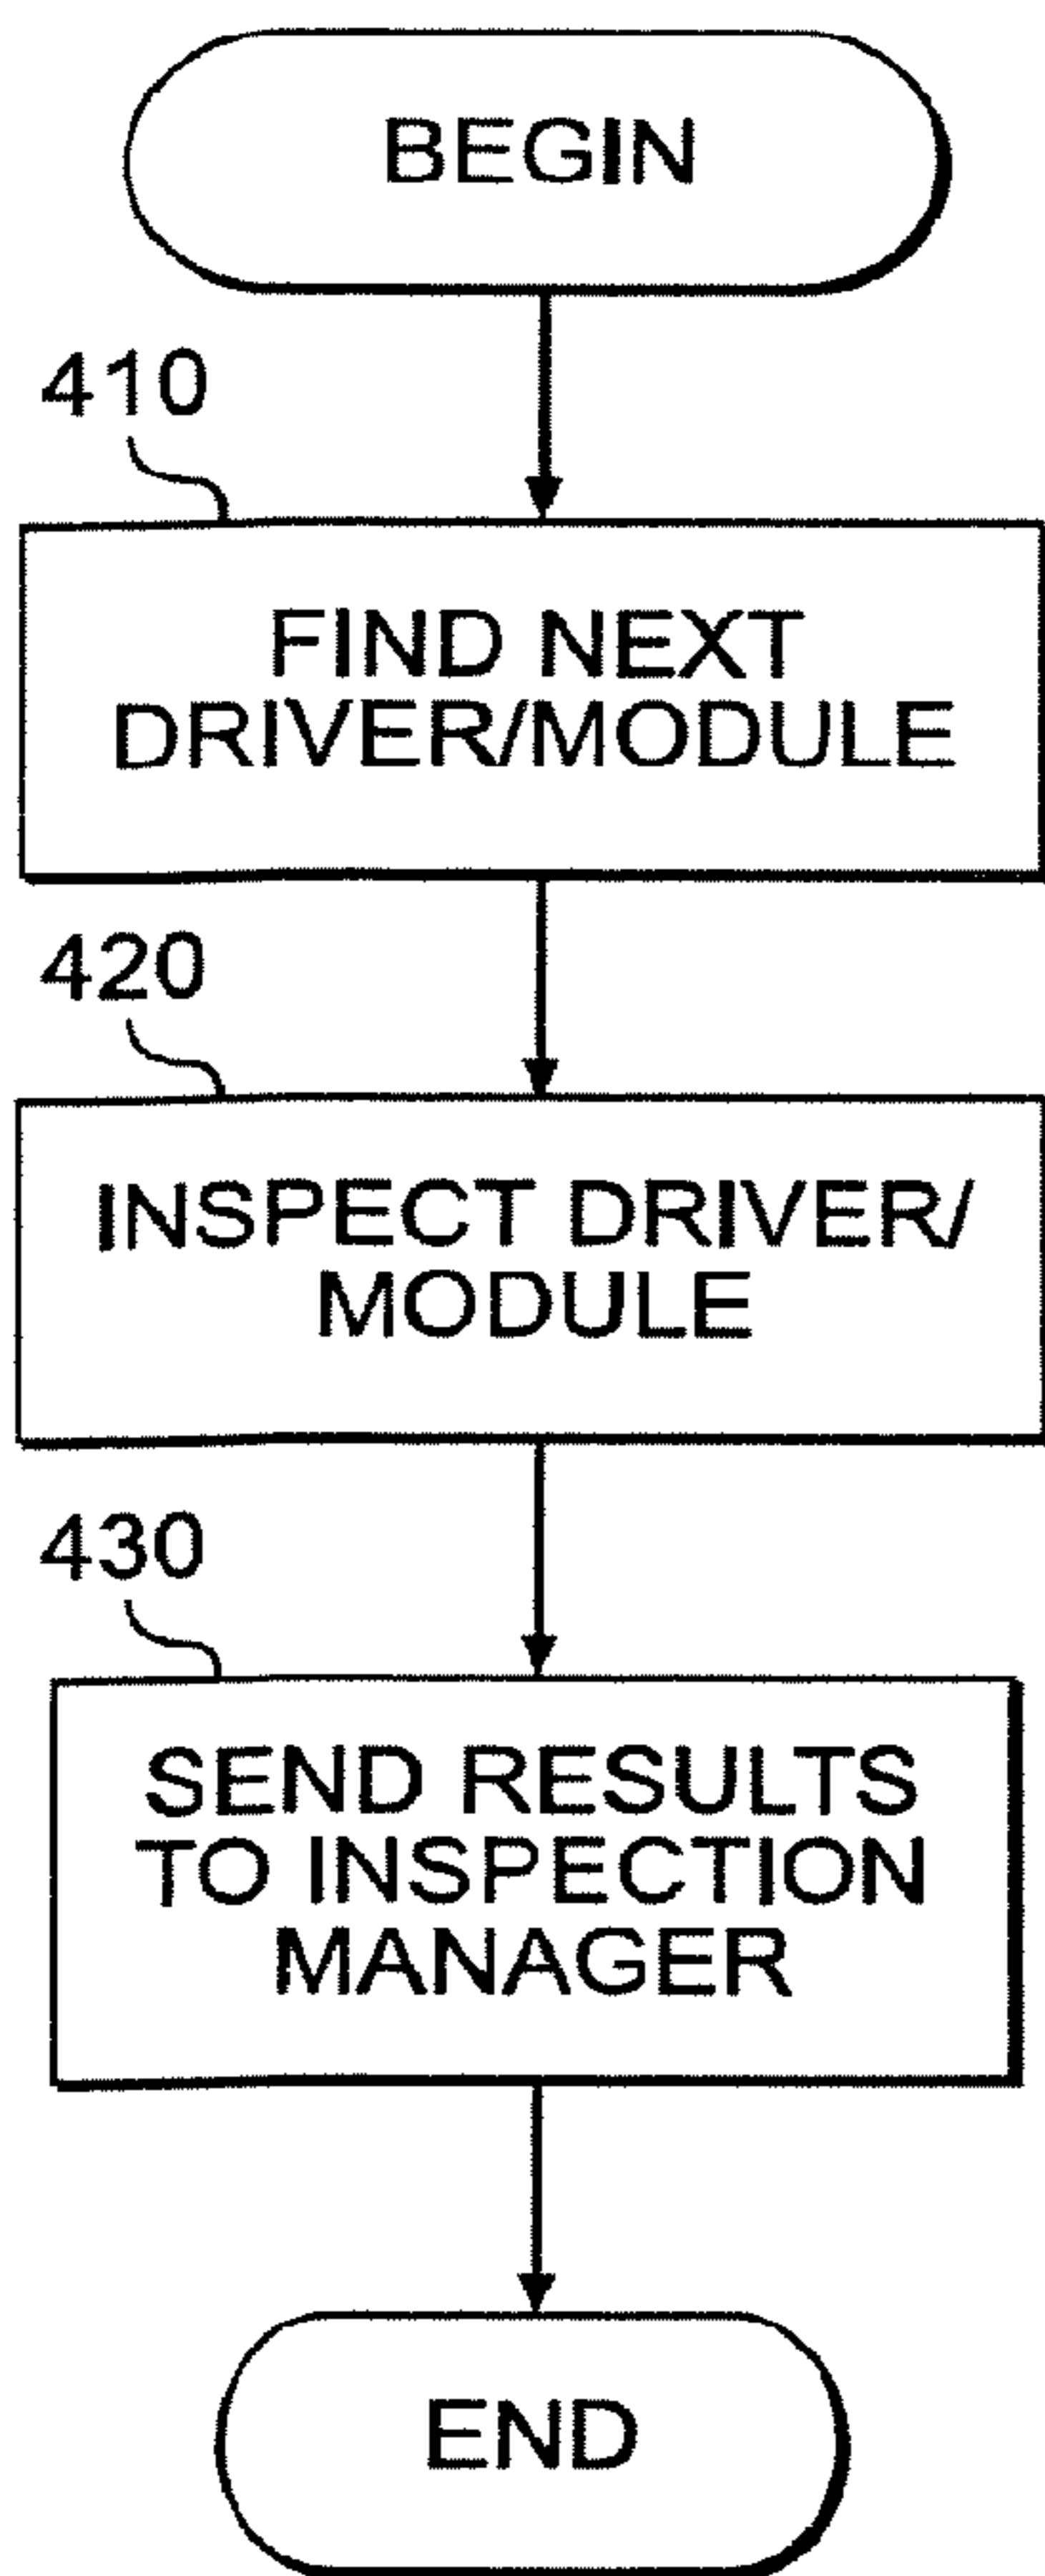 BEGIN
410
FIND NEXT
DRIVER/MODULE
420
INSPECT DRIVER/
MODULE
430
SEND RESULTS
TO INSPECTION
MANAGER
END